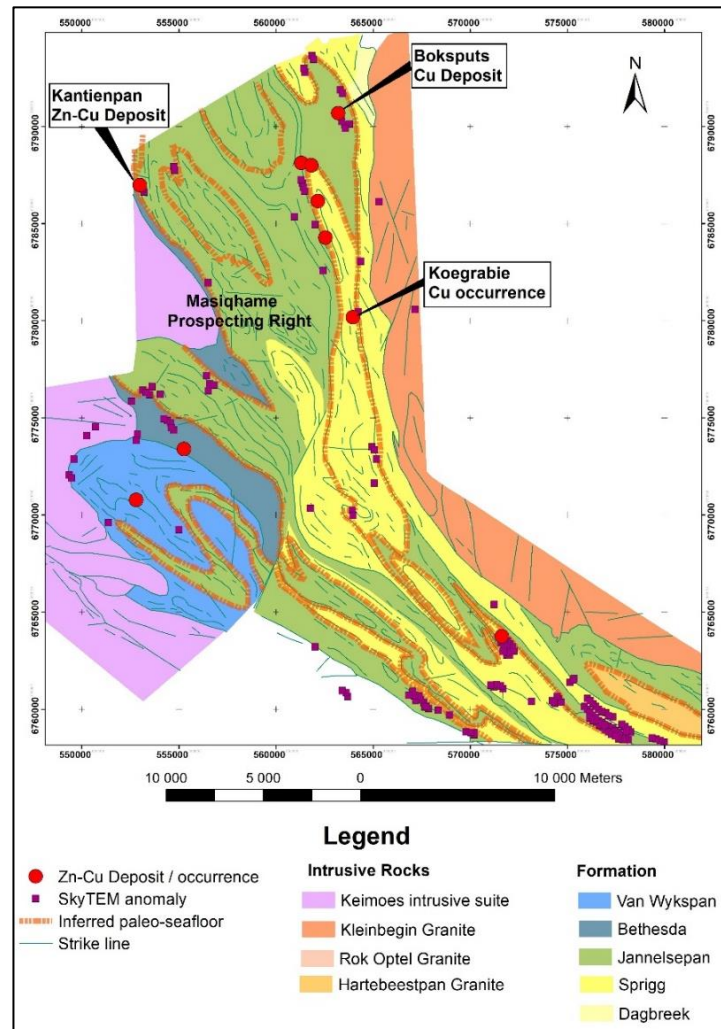 550000 555000 560000 565000 570000 575000 580000
Boksputs
Cu Deposit
N
Kantienpan
Zn-Cu Deposit
6790000
6785000
Koegrabie
Cu occurrence
Masiqhame
Prospecting Right
6780000
6775000
6770000
6765000
6760000
550000 555000 560000 565000 570000 575000 580000
10 000 5 000 0 10 000 Meters
Legend
Zn-Cu Deposit / occurrence
SkyTEM anomaly
Inferred paleo-seafloor
Strike line
Intrusive Rocks
Keimoes intrusive suite
Kleinbegin Granite
Rok Optel Granite
Hartebeestpan Granite
Formation
Van Wykspan
Bethesda
Jannelsepan
Sprigg
Dagbreek